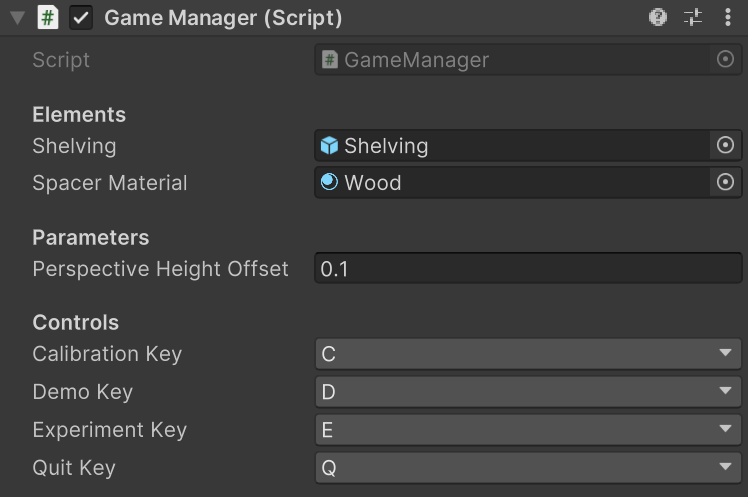 Game Manager (Script)
Script # GameManager
Elements
Shelving Shelving
Spacer Material Wood
Parameters
Perspective Height Offset 0.1
Controls
Calibration Key C
Demo Key D
Experiment Key E
Quit Key Q